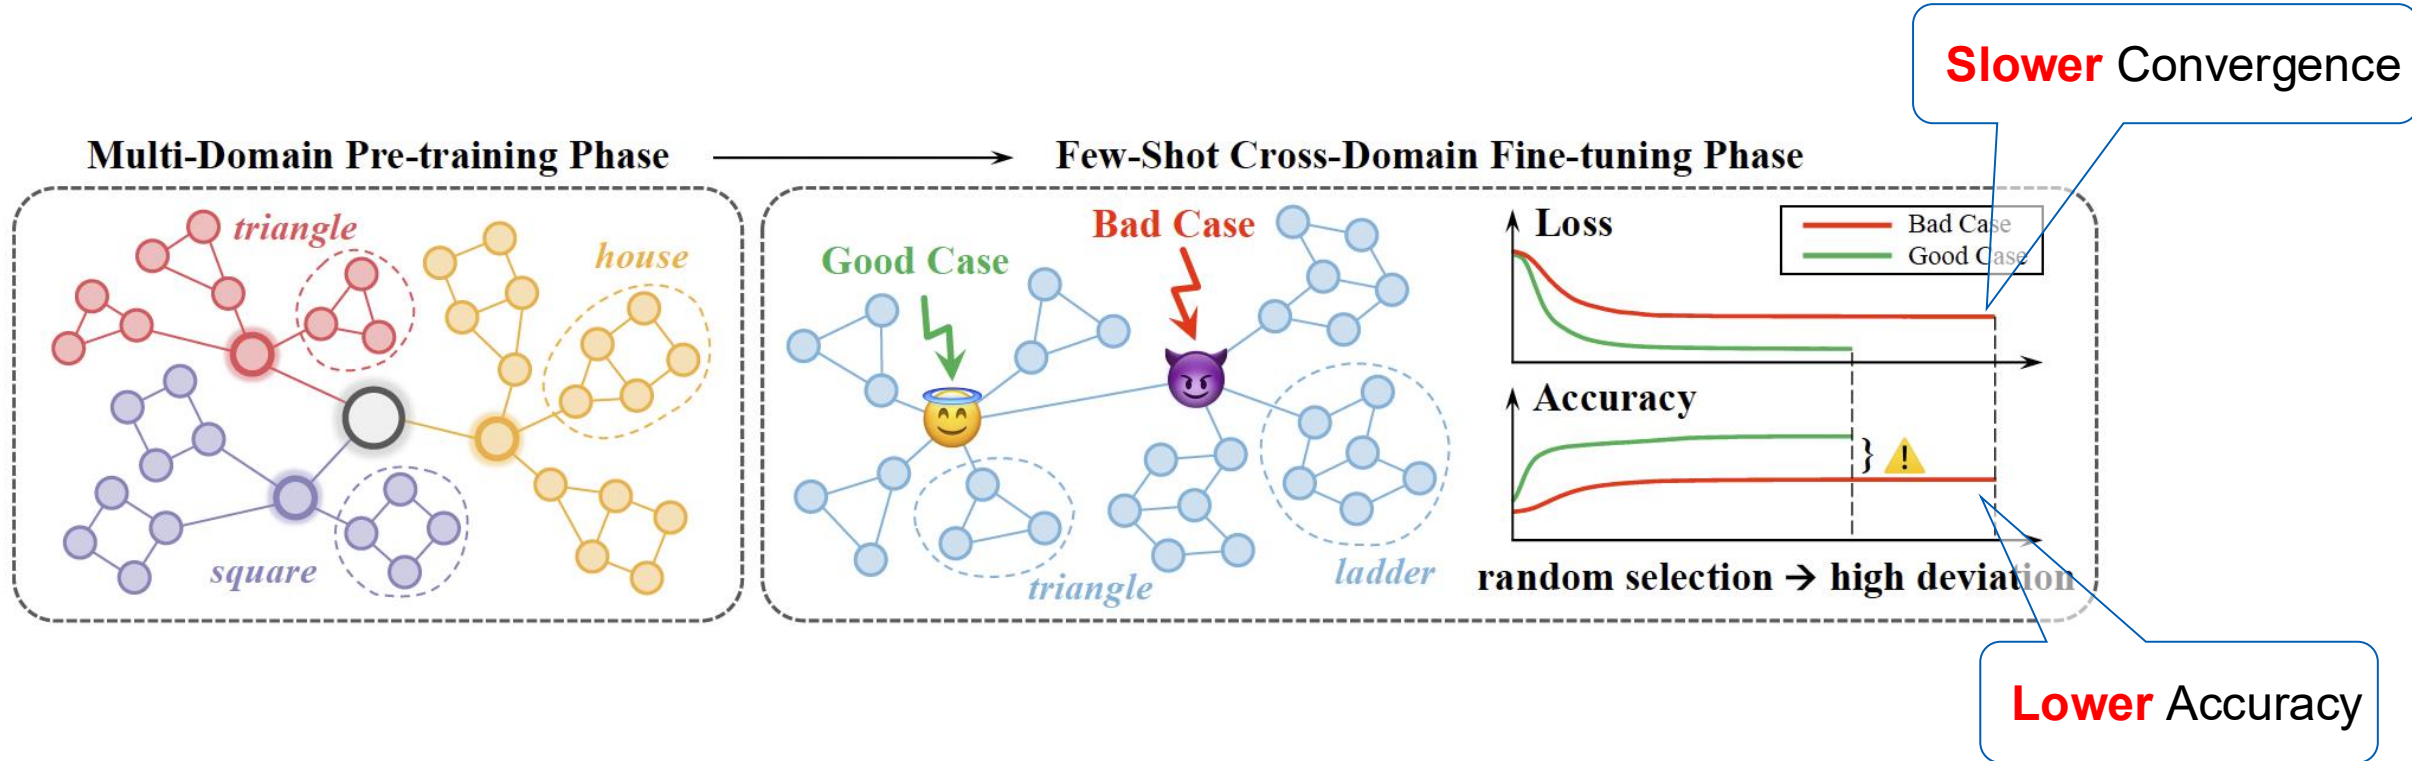 Slower Convergence
Multi-Domain Pre-training Phase
Few-Shot Cross-Domain Fine-tuning Phase
triangle
house
square
Good Case
Bad Case
triangle
ladder
Loss
Bad Case
Good Case
Accuracy
}
random selection → high deviation
Lower Accuracy